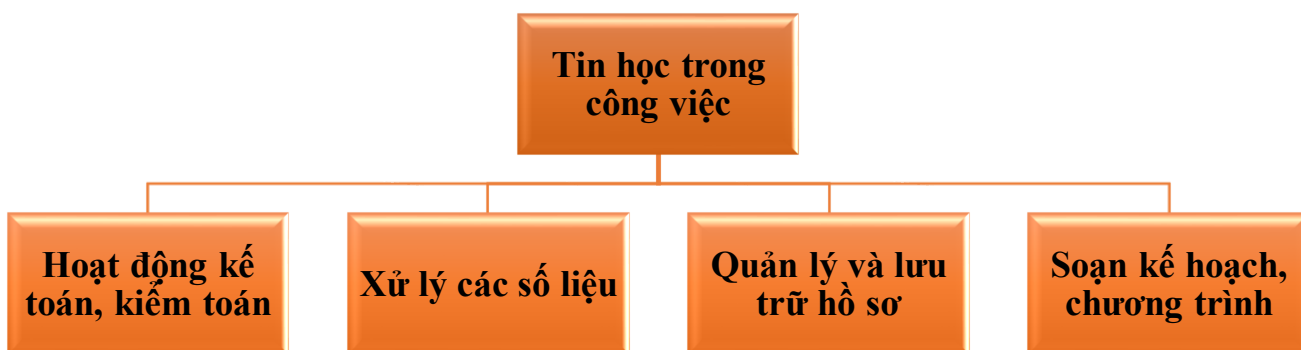 Tin học trong
công việc
Hoạt động kế
toán, kiểm toán
Xử lý các số liệu
Quản lý và lưu
trữ hồ sơ
Soạn kế hoạch,
chương trình